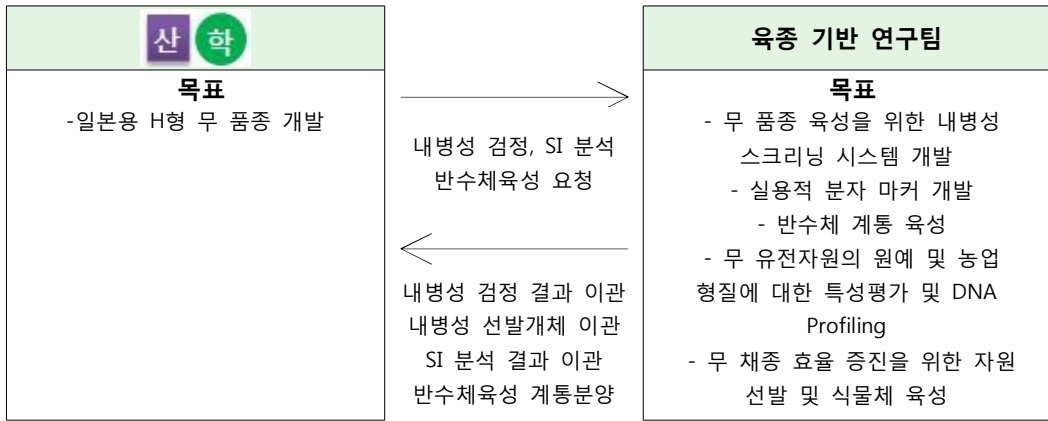 산 학
목표
-일본용 H형 무 품종 개발
내병성 검정, SI 분석
반수체육성 요청
내병성 검정 결과 이관
내병성 선발개체 이관
SI 분석 결과 이관
반수체육성 계통분양
육종 기반 연구팀
목표
- 무 품종 육성을 위한 내병성
스크리닝 시스템 개발
- 실용적 분자 마커 개발
- 반수체 계통 육성
- 무 유전자원의 원예 및 농업
형질에 대한 특성평가 및 DNA
Profiling
- 무 채종 효율 증진을 위한 자원
선발 및 식물체 육성